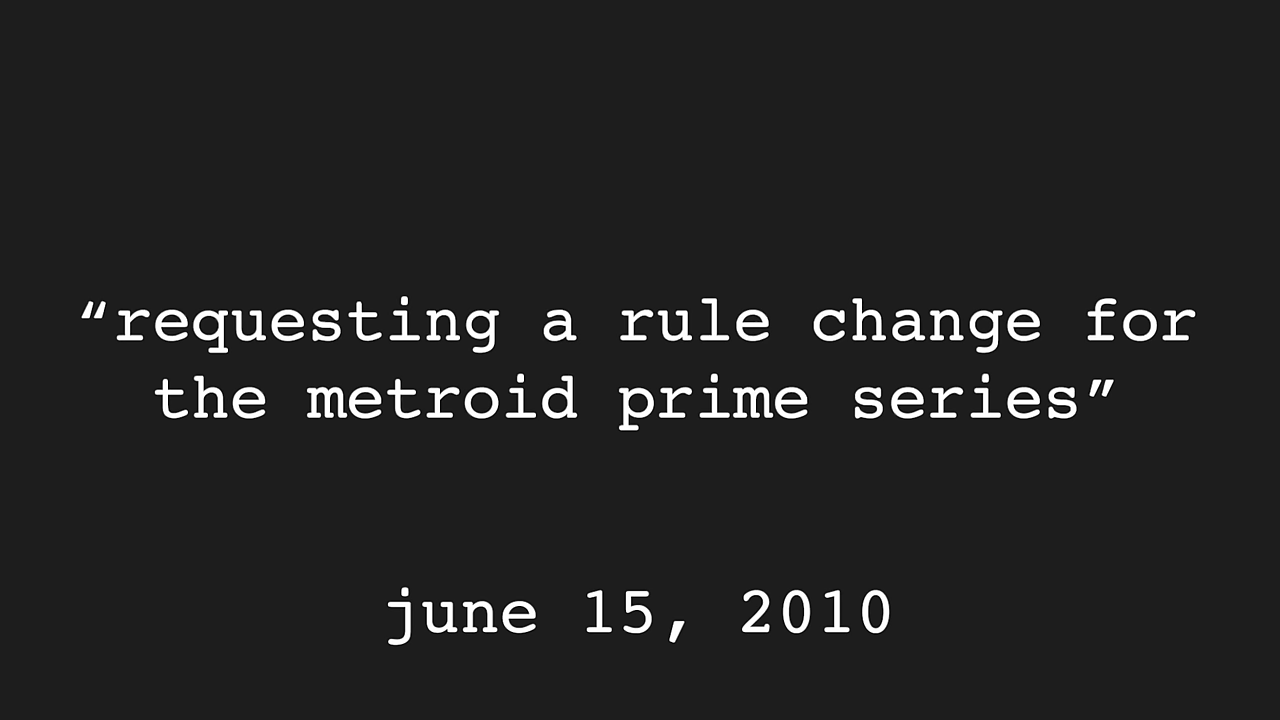 “requesting a rule change for
the metroid prime series”
june 15, 2010